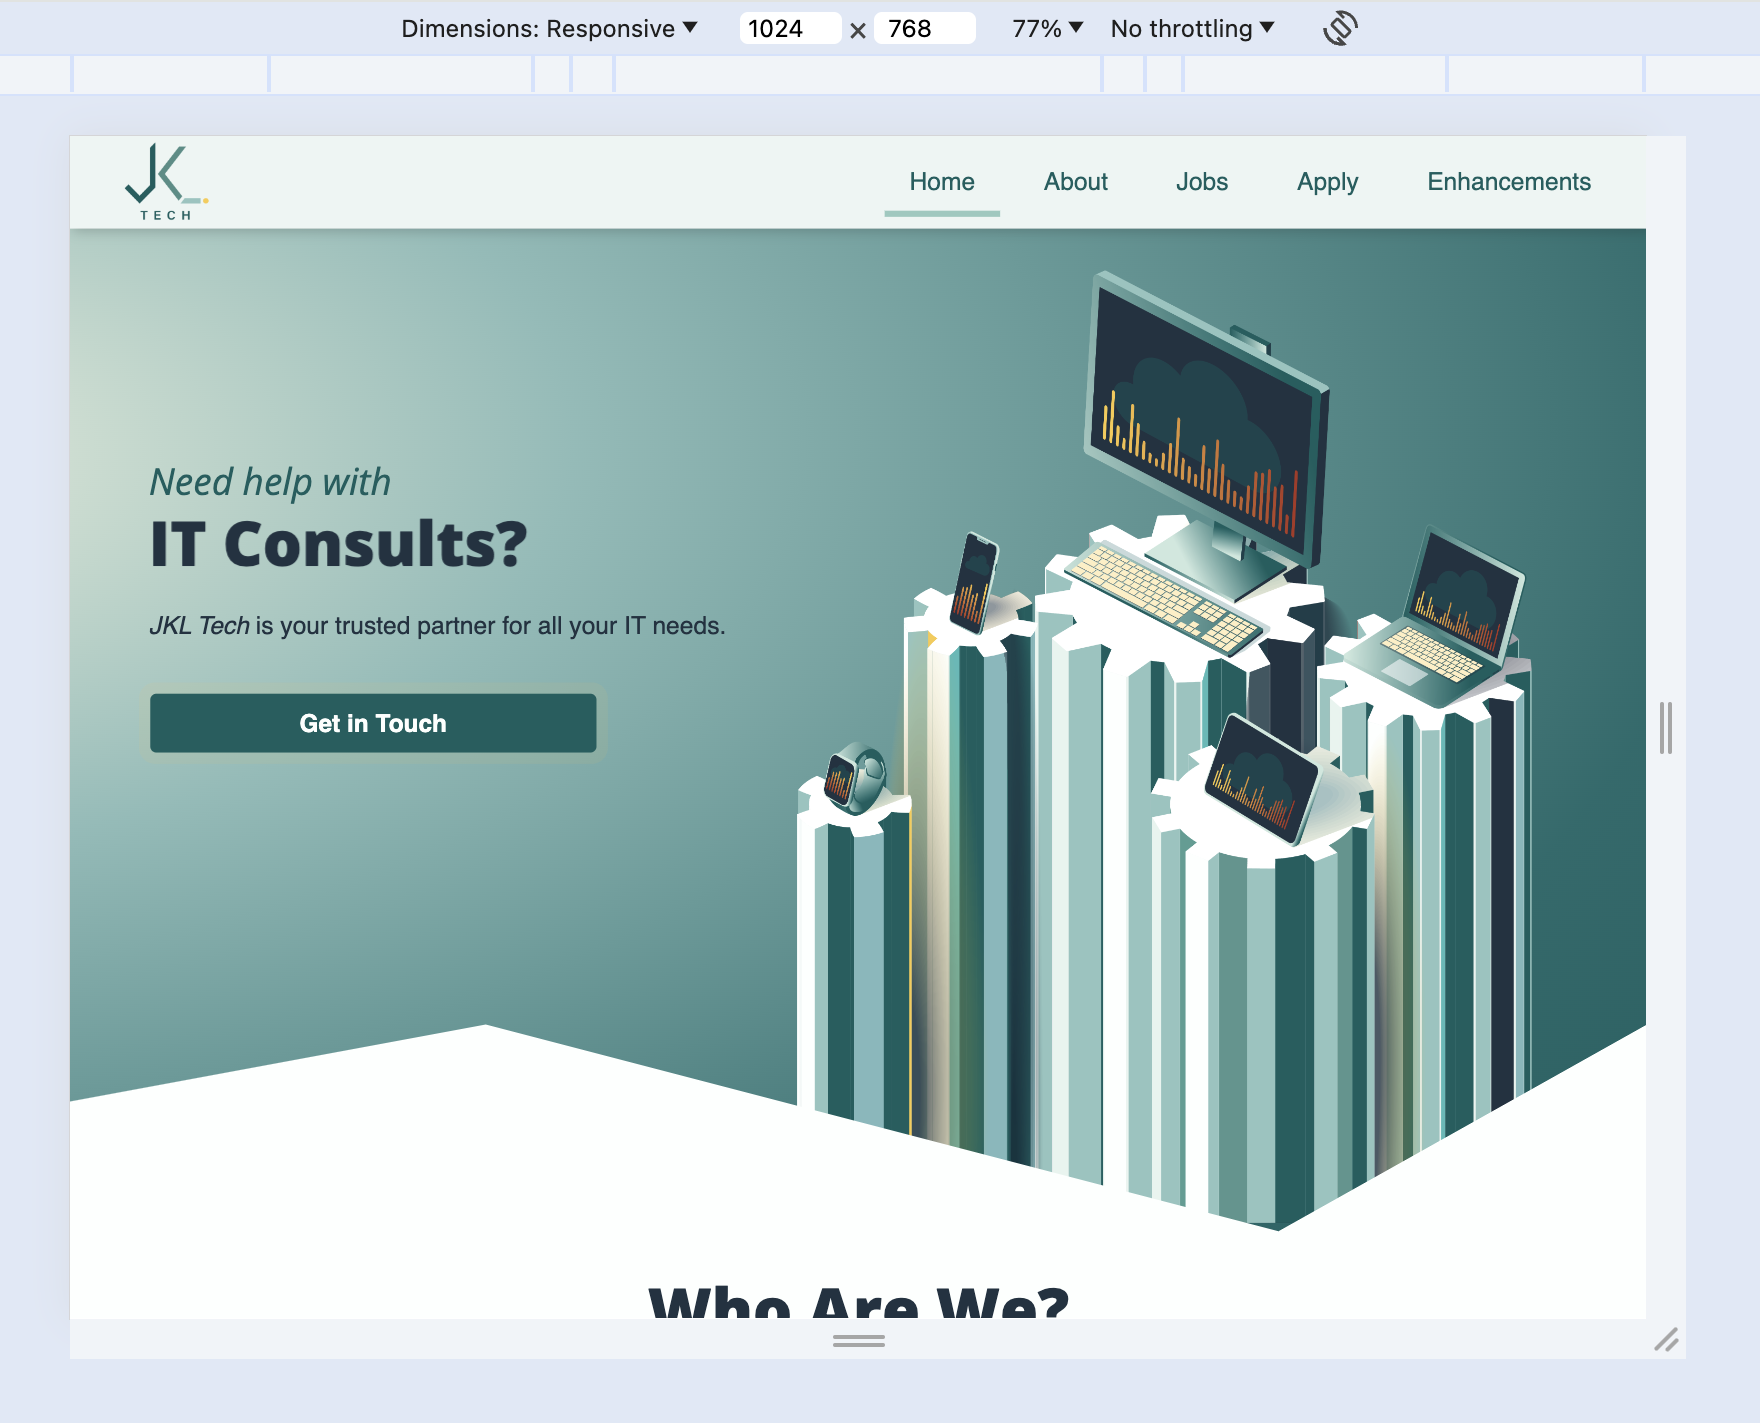 Dimensions: Responsive ▼ 1024 × 768 77% ▼ No throttling ▼
JKL
TECH
Home About Jobs Apply Enhancements
Need help with
IT Consults?
JKL Tech is your trusted partner for all your IT needs.
Get in Touch
Who Are We?